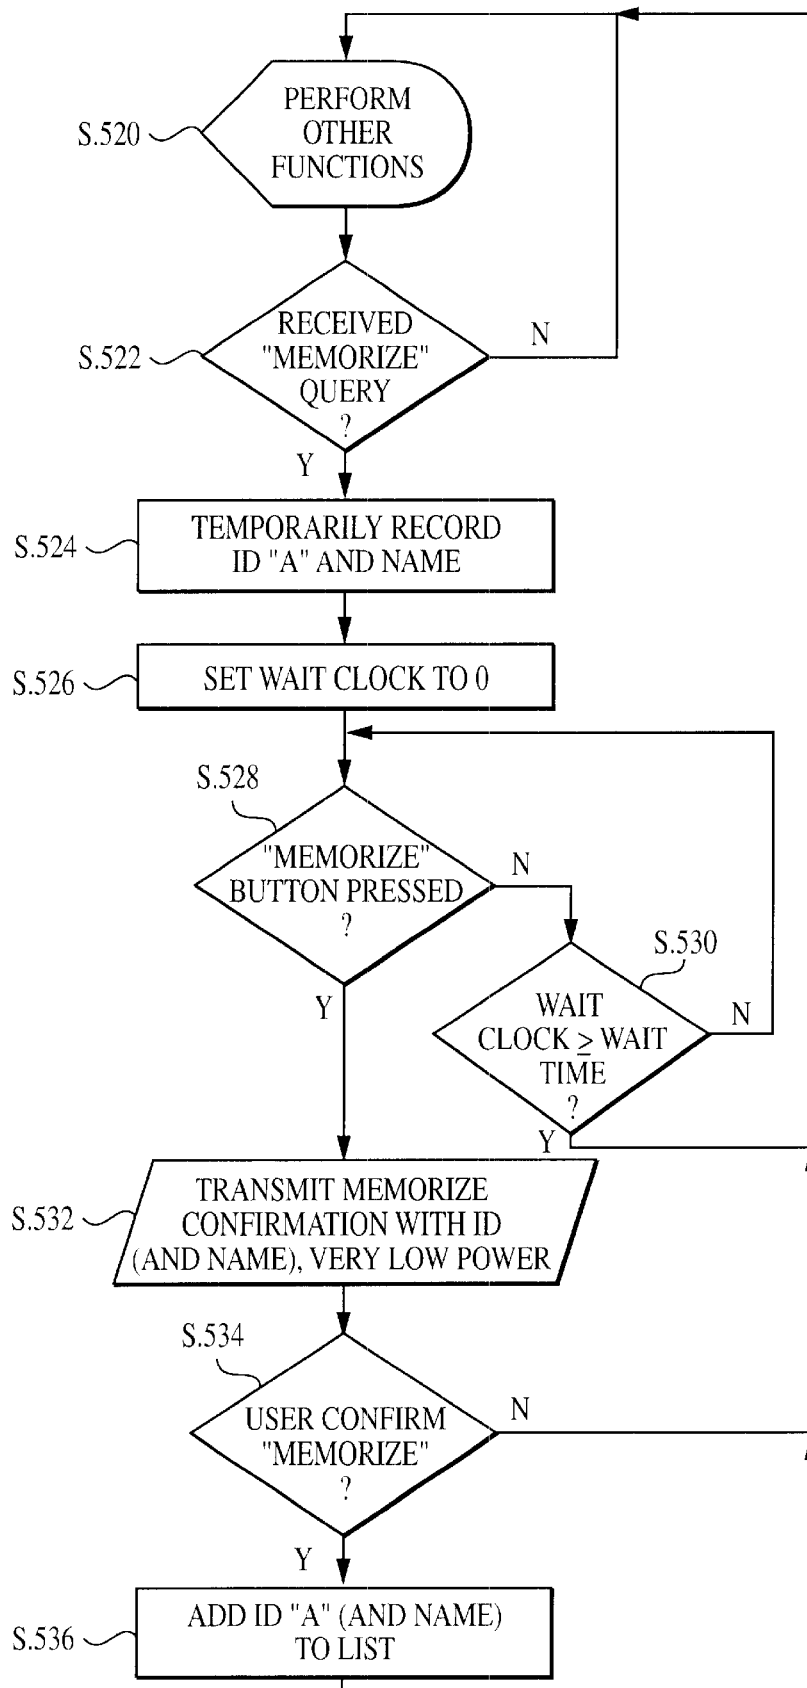 PERFORM
OTHER
FUNCTIONS
S.520
RECEIVED
"MEMORIZE"
QUERY
?
S.522
N
Y
TEMPORARILY RECORD
ID "A" AND NAME
S.524
SET WAIT CLOCK TO 0
S.526
S.528
"MEMORIZE"
BUTTON PRESSED
?
N
Y
S.530
WAIT
CLOCK ≥ WAIT
TIME
?
N
Y
TRANSMIT MEMORIZE
CONFIRMATION WITH ID
(AND NAME), VERY LOW POWER
S.532
S.534
USER CONFIRM
"MEMORIZE"
?
N
Y
ADD ID "A" (AND NAME)
TO LIST
S.536